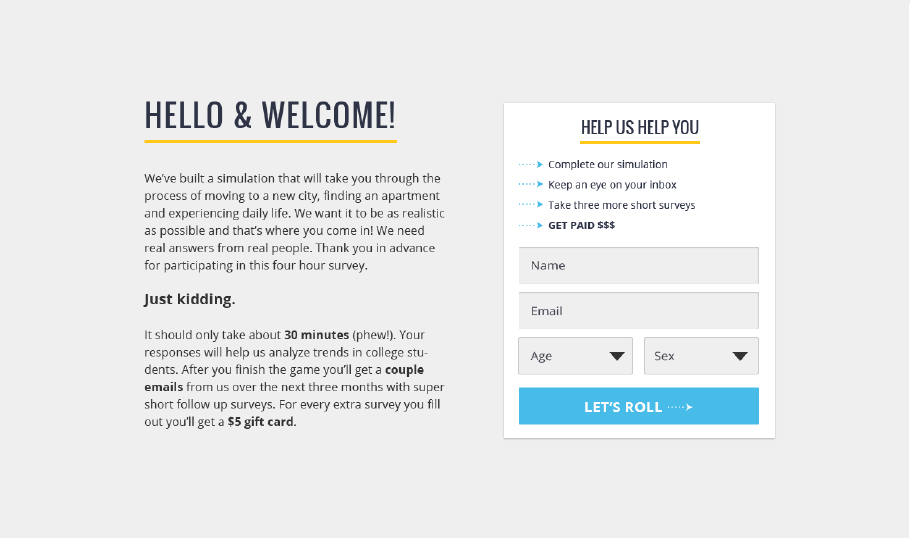 HELLO & WELCOME!
We've built a simulation that will take you through the
process of moving to a new city, finding an apartment
and experiencing daily life. We want it to be as realistic
as possible and that's where you come in! We need
real answers from real people. Thank you in advance
for participating in this four hour survey.
Just kidding.
It should only take about 30 minutes (phew!). Your
responses will help us analyze trends in college stu-
dents. After you finish the game you'll get a couple
emails from us over the next three months with super
short follow up surveys. For every extra survey you fill
out you'll get a $5 gift card.
HELP US HELP YOU
Complete our simulation
Keep an eye on your inbox
Take three more short surveys
GET PAID $$$
Name
Email
Age
Sex
LET'S ROLL